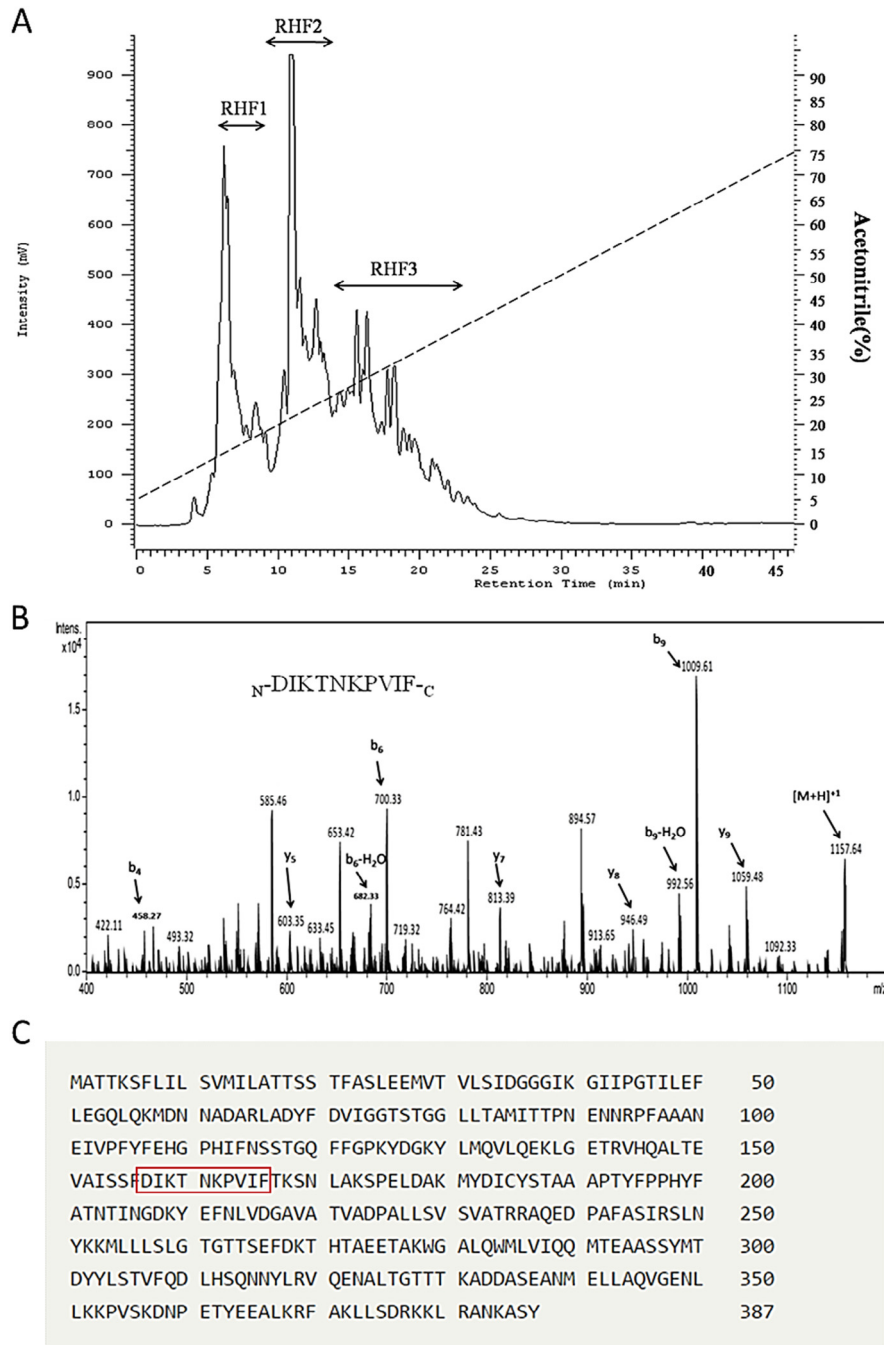 A
RHF1
RHF2
RHF3
Intensity (mV)
900
800
700
600
500
400
300
200
100
0
90
85
80
75
70
65
60
55
50
45
40
35
30
25
20
15
10
5
0
Acetonitrile(%)
0 5 10 15 20 25 30 35 40 45
Retention Time (min)
B
Intens.
x10⁴
1.5
1.0
0.5
0.0
N-DIKTNKPVIF-C
b₄
y₅
b₆-H₂O
b₆
y₇
y₈
b₉-H₂O
b₉
y₉
[M+H]⁺¹
422.11
458.27
493.32
585.46
603.35
633.45
653.42
682.33
700.33
719.32
764.42
781.43
813.39
894.57
913.65
946.49
992.56
1009.61
1059.48
1092.33
1157.64
400 500 600 700 800 900 1000 1100
C
MATTKSFLIL SVMILATTSS TFASLEEMVT VLSIDGGGIK GIIPGTILEF 50
LEGQLQKMDN NADARLADYF DVIGGTSTGG LLTAMITTPN ENNRPFAAAN 100
EIVPFYFEHG PHIFNSSTGQ FFGPKYDGKY LMQVLQEKLG ETRVHQALTE 150
VAISSFDIKT NKPVIFTKSN LAKSPELDAK MYDICYSTAA APTYFPPHYF 200
ATNTINGDKY EFNLVDGAVA TVADPALLSV SVATRRAQED PAFASIRSLN 250
YKKMLLLSLG TGTTSEFDKT HTAEETAKWG ALQWMLVIQQ MTEAASSYMT 300
DYYLSTVFQD LHSQNNYLRV QENALTGTTT KADDASEANM ELLAQVGENL 350
LKKPVSKDNP ETYEEALKRF AKLLSDRKKL RANKASY 387